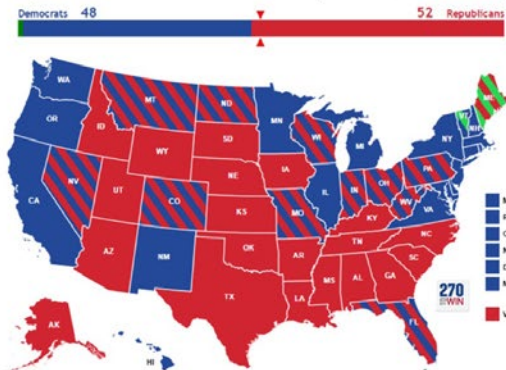 Democrats 48
52 Republicans
WA
MT
ND
MN
VT
ME
OR
ID
SD
WI
MI
NY
NH
WY
IA
PA
NV
UT
NE
IL
IN
OH
CA
CO
KS
MO
KY
WV
VA
AZ
NM
OK
AR
TN
NC
SC
TX
LA
MS
AL
GA
270
TO WIN
FL
AK
HI